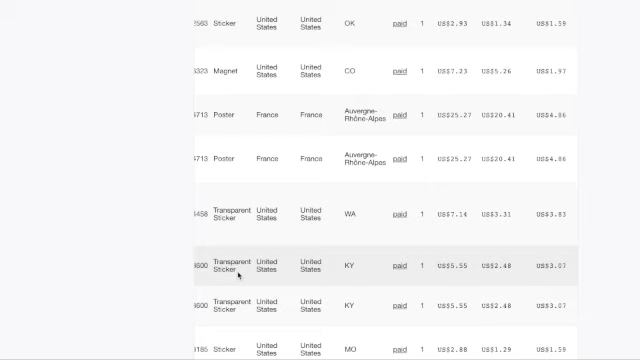 2563 Sticker United States United States OK paid 1 US$2.93 US$1.34 US$1.59
Magnet United States United States CO paid 1 US$7.23 US$5.26 US$1.97
Poster France France Auvergne-Rhône-Alpes paid 1 US$25.27 US$20.41 US$4.86
Poster France France Auvergne-Rhône-Alpes paid 1 US$25.27 US$20.41 US$4.86
Transparent Sticker United States United States WA paid 1 US$7.14 US$3.31 US$3.83
Transparent Sticker United States United States KY paid 1 US$5.55 US$2.48 US$3.07
Transparent Sticker United States United States KY paid 1 US$5.55 US$2.48 US$3.07
Sticker United States United States MO paid 1 US$2.88 US$1.29 US$1.59